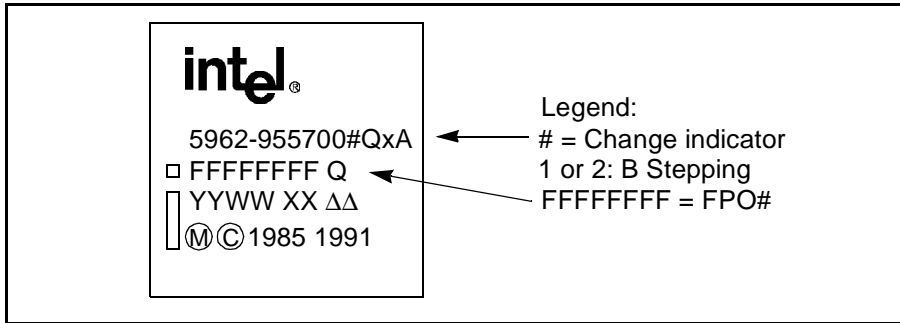 intel®
5962-955700#QxA
FFFFFFFF Q
YYWW XX ΔΔ
Ⓜ Ⓒ 1985 1991
Legend:
# = Change indicator
1 or 2: B Stepping
FFFFFFFF = FPO#